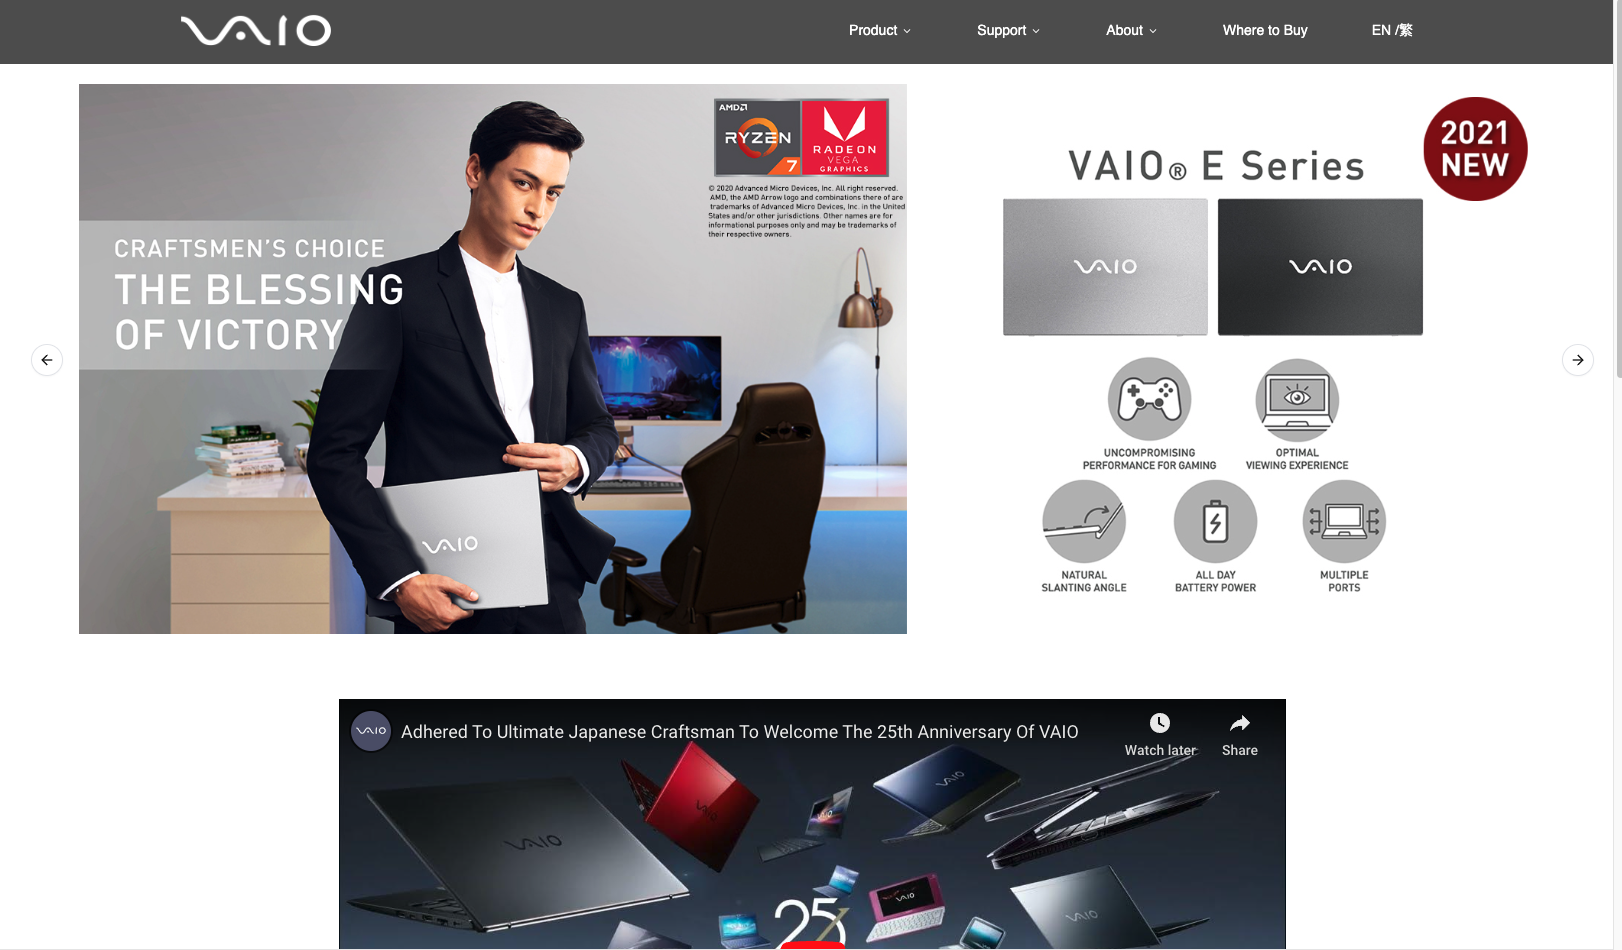 VAIO
Product
Support
About
Where to Buy
EN /繁
AMD
RYZEN
7
RADEON
VEGA
GRAPHICS
© 2020 Advanced Micro Devices, Inc. All right reserved.
AMD, the AMD Arrow logo and combinations there of are
trademarks of Advanced Micro Devices, Inc. in the United
States and/or other jurisdictions. Other names are for
informational purposes only and may be trademarks of
their respective owners.
CRAFTSMEN'S CHOICE
THE BLESSING
OF VICTORY
VAIO
2021
NEW
VAIO® E Series
VAIO
VAIO
UNCOMPROMISING
PERFORMANCE FOR GAMING
OPTIMAL
VIEWING EXPERIENCE
NATURAL
SLANTING ANGLE
ALL DAY
BATTERY POWER
MULTIPLE
PORTS
VAIO
Adhered To Ultimate Japanese Craftsman To Welcome The 25th Anniversary Of VAIO
Watch later
Share
VAIO
VAIO
VAIO
VAIO
VAIO
VAIO
25